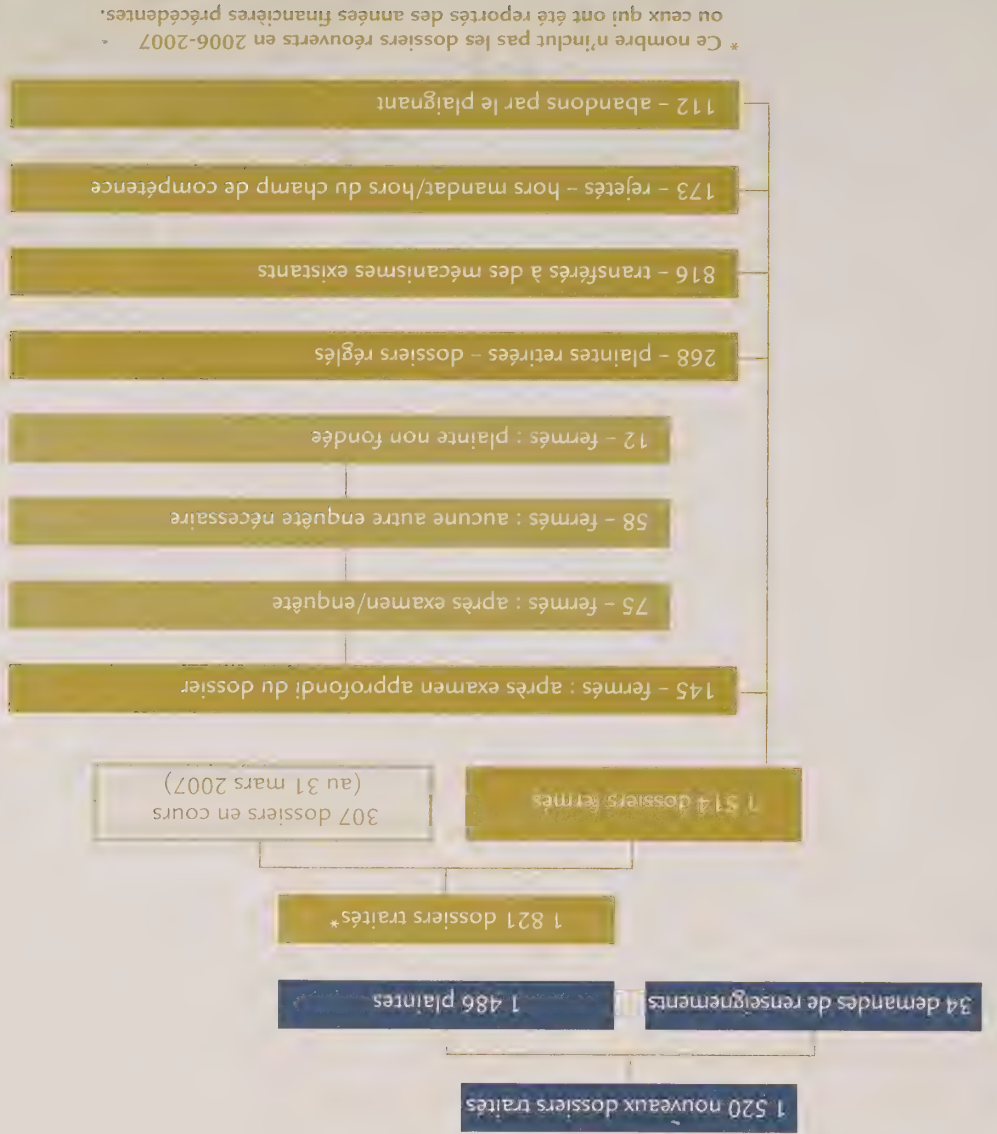 1 520 nouveaux dossiers traités
34 demandes de renseignements
1 486 plaintes
1 821 dossiers traités*
1 514 dossiers fermés
307 dossiers en cours
(au 31 mars 2007)
145 – fermés : après examen approfondi du dossier
75 – fermés : après examen/enquête
58 – fermés : aucune autre enquête nécessaire
12 – fermés : plainte non fondée
268 – plaintes retirées – dossiers réglés
816 – transférés à des mécanismes existants
173 – rejetés – hors mandat/hors du champ de compétence
112 – abandons par le plaignant
* Ce nombre n'inclut pas les dossiers réouverts en 2006-2007
ou ceux qui ont été reportés des années financières précédentes.